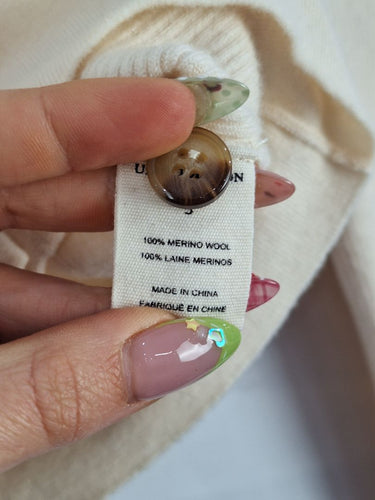 100% MERINO WOOL
100% LAINE MERINOS
MADE IN CHINA
FABRIQUÉ EN CHINE